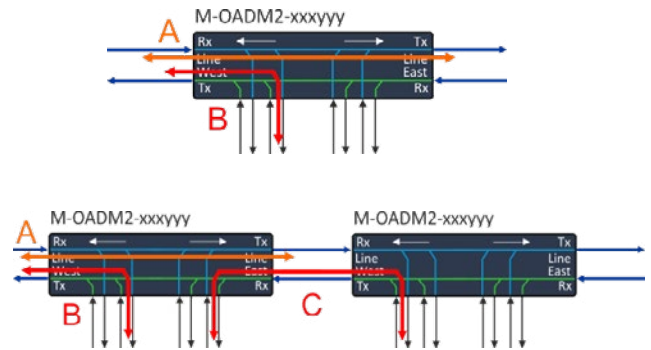 M-OADM2-xxxyyy
A
Rx Tx
Line Line
West East
Tx Rx
B
M-OADM2-xxxyyy M-OADM2-xxxyyy
A
Rx Tx Rx Tx
Line Line Line Line
West East West East
Tx Rx Tx Rx
B C